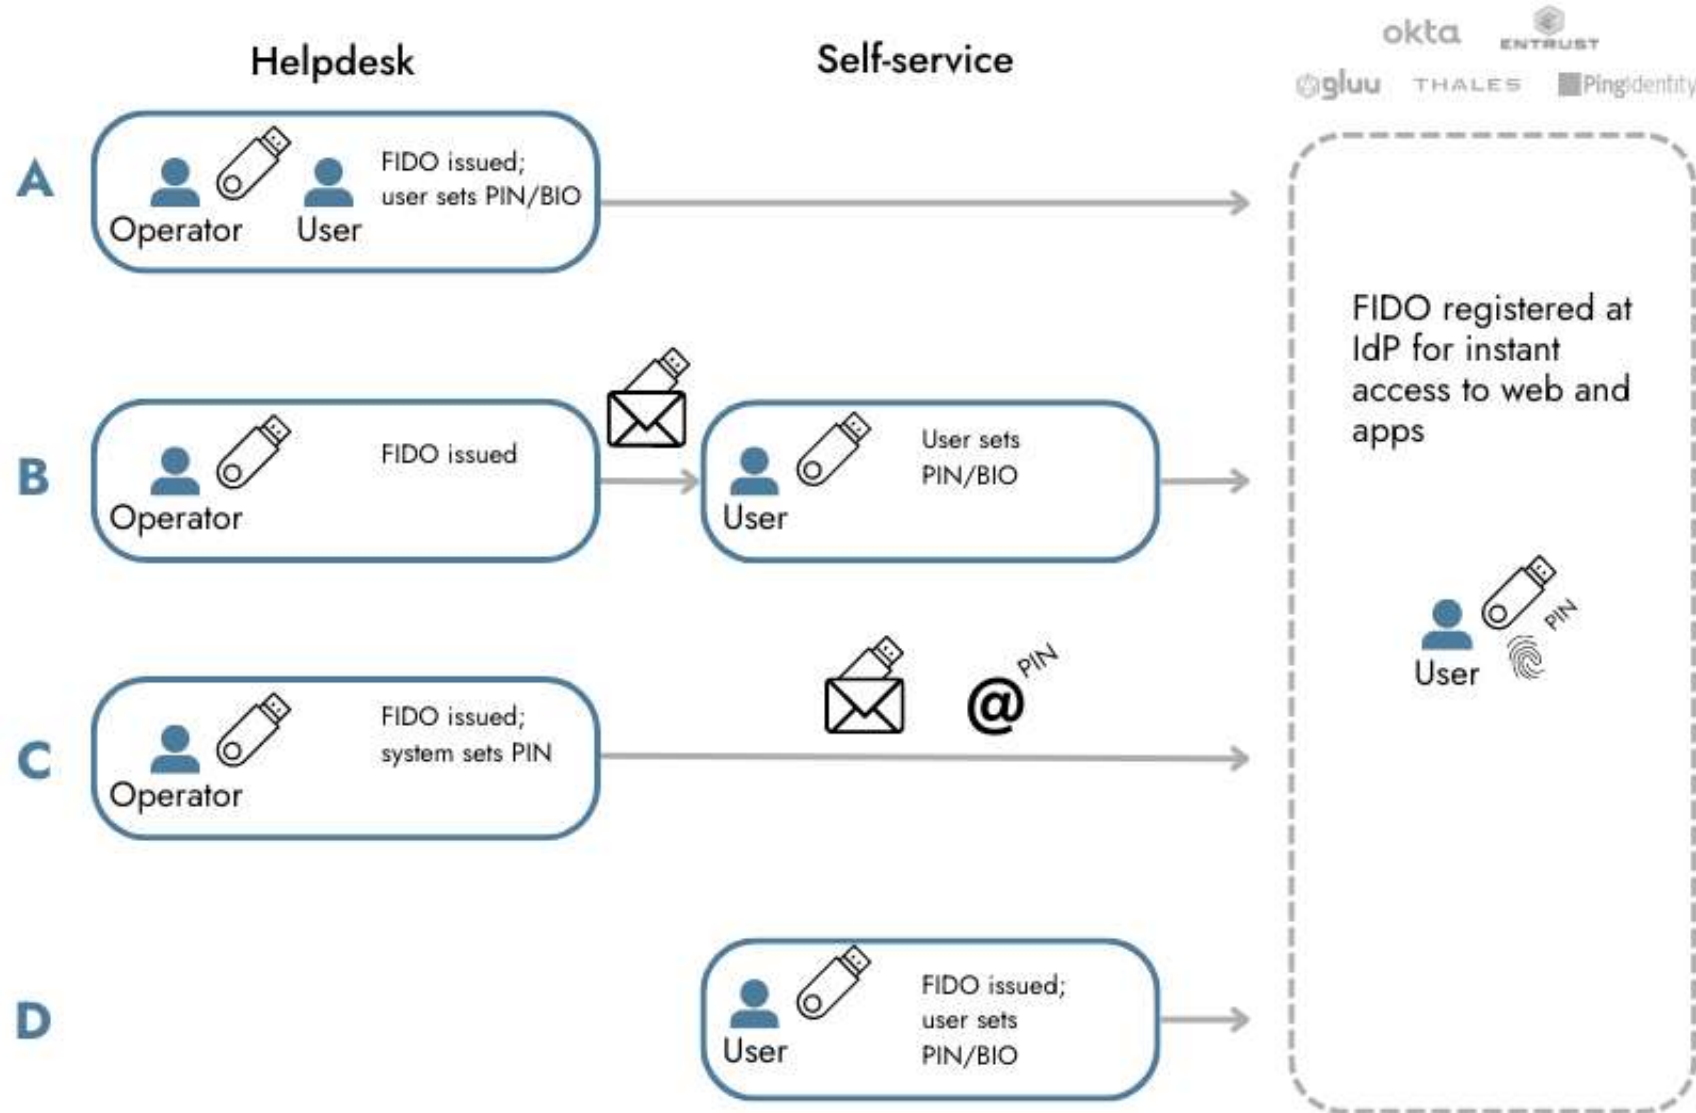 Helpdesk
Self-service
okta
ENTRUST
gluu
THALES
PingIdentity
A
Operator
User
FIDO issued;
user sets PIN/BIO
B
Operator
FIDO issued
User
User sets
PIN/BIO
C
Operator
FIDO issued;
system sets PIN
@
PIN
D
User
FIDO issued;
user sets
PIN/BIO
FIDO registered at
IdP for instant
access to web and
apps
User
PIN